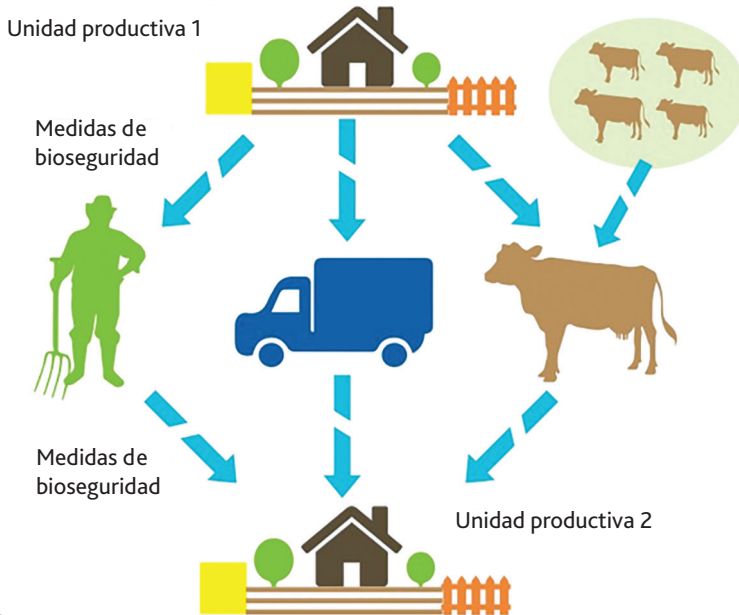 Unidad productiva 1
Medidas de
bioseguridad
Medidas de
bioseguridad
Unidad productiva 2